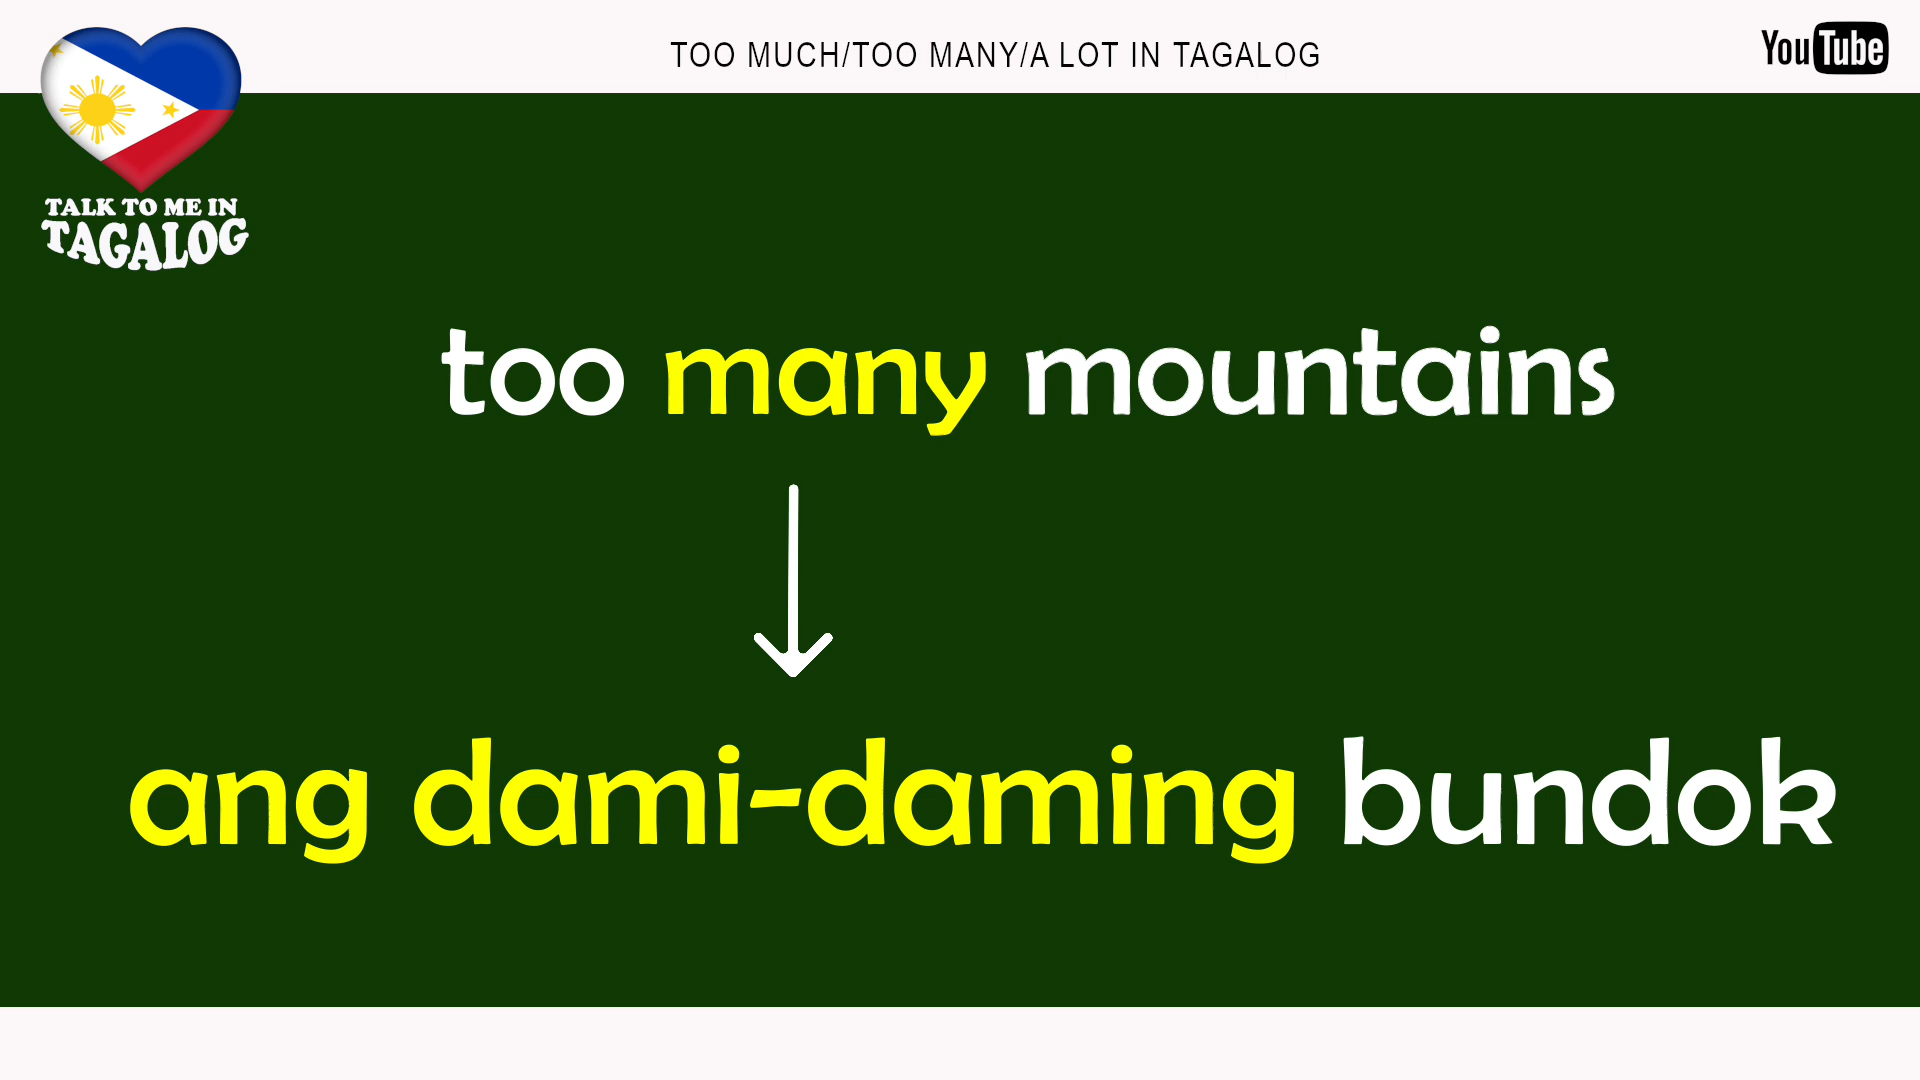 TOO MUCH/TOO MANY/A LOT IN TAGALOG
YouTube
TALK TO ME IN
TAGALOG
too many mountains
ang dami-daming bundok